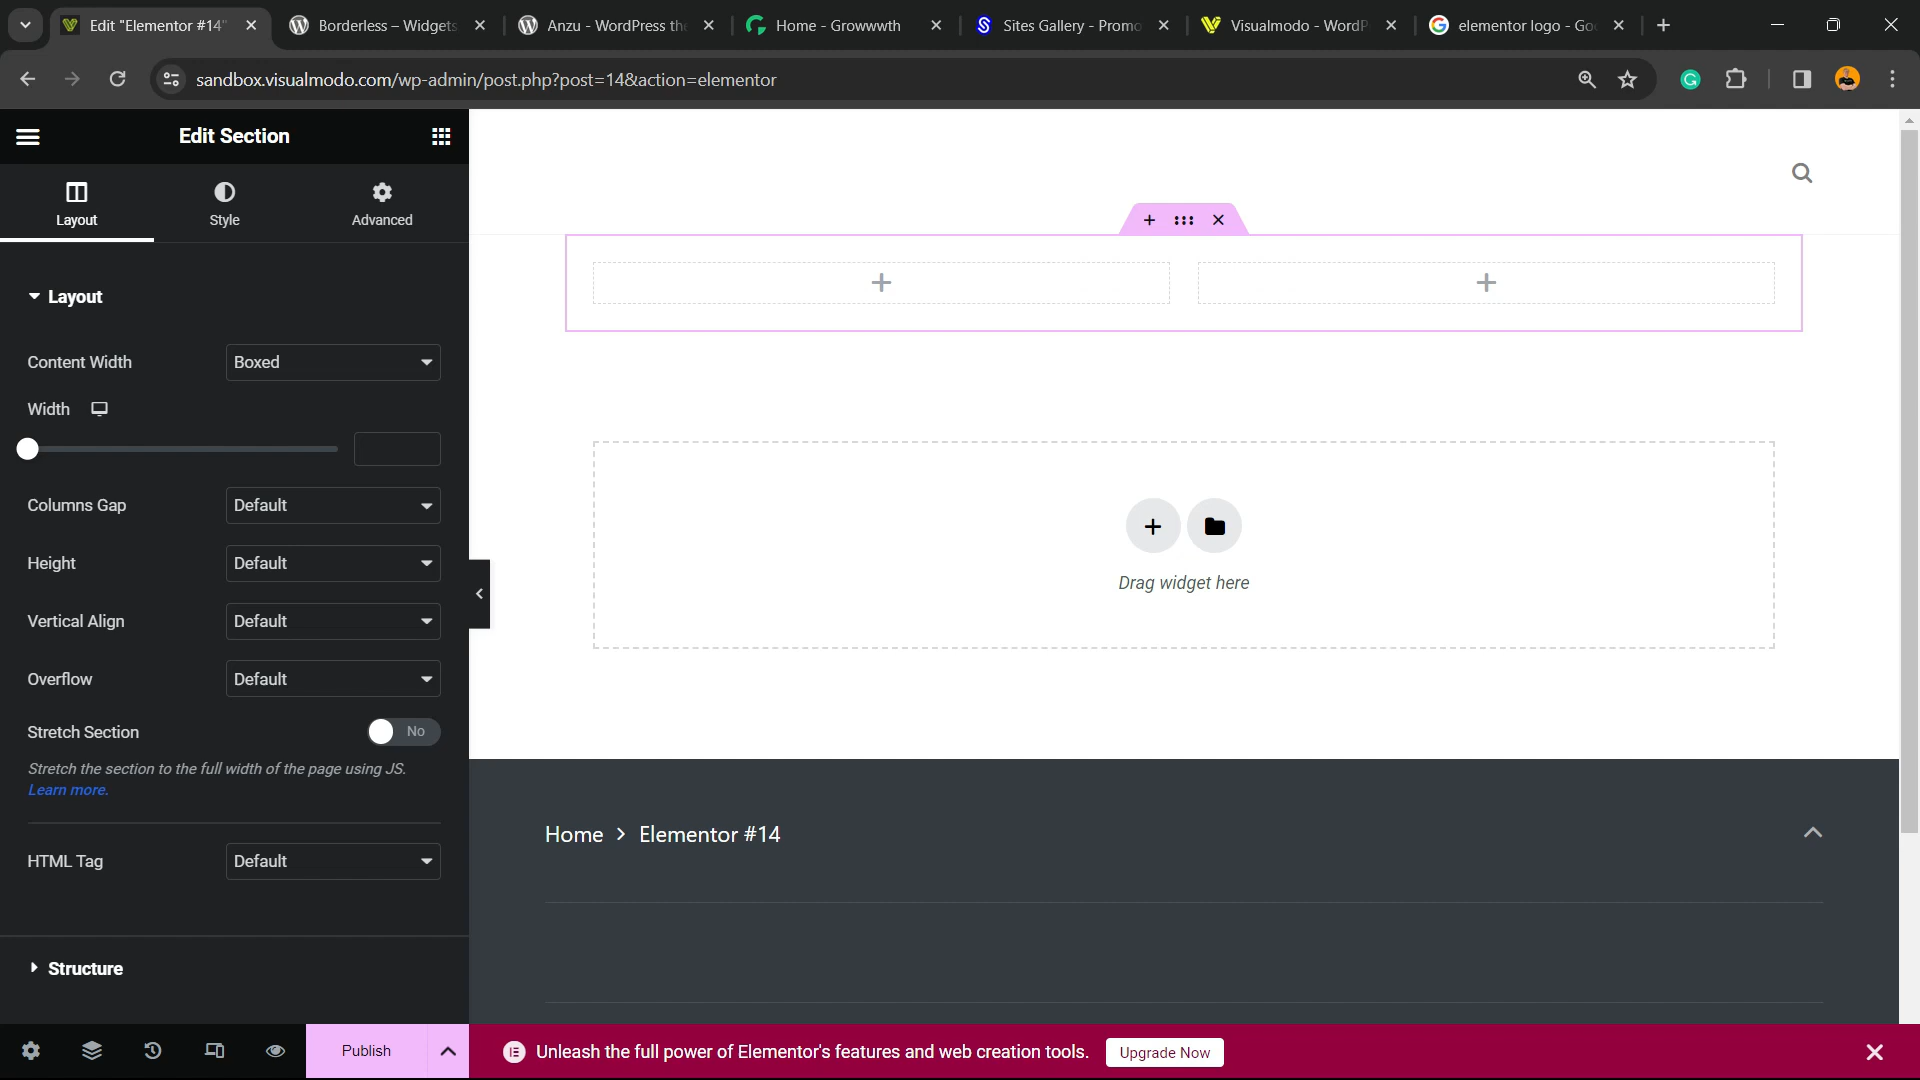 Edit "Elementor #14"
Borderless – Widgets
Anzu - WordPress the
Home - Growwwth
Sites Gallery - Promo
Visualmodo - WordP
elementor logo - Goo
sandbox.visualmodo.com/wp-admin/post.php?post=14&action=elementor
Edit Section
Layout
Style
Advanced
Layout
Content Width
Boxed
Width
Columns Gap
Default
Height
Default
Vertical Align
Default
Overflow
Default
Stretch Section
No
Stretch the section to the full width of the page using JS.
Learn more.
HTML Tag
Default
Structure
Publish
Drag widget here
Home > Elementor #14
Unleash the full power of Elementor's features and web creation tools.
Upgrade Now